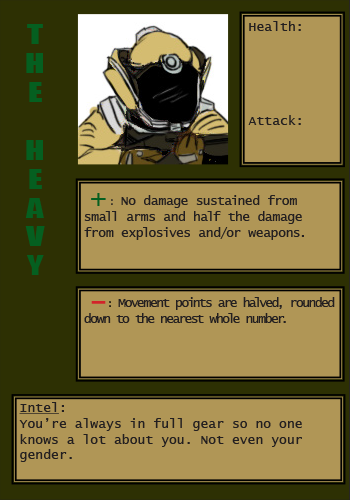 THE HEAVY
Health:
Attack:
+: No damage sustained from
small arms and half the damage
from explosives and/or weapons.
−: Movement points are halved, rounded
down to the nearest whole number.
Intel:
You're always in full gear so no one
knows a lot about you. Not even your
gender.